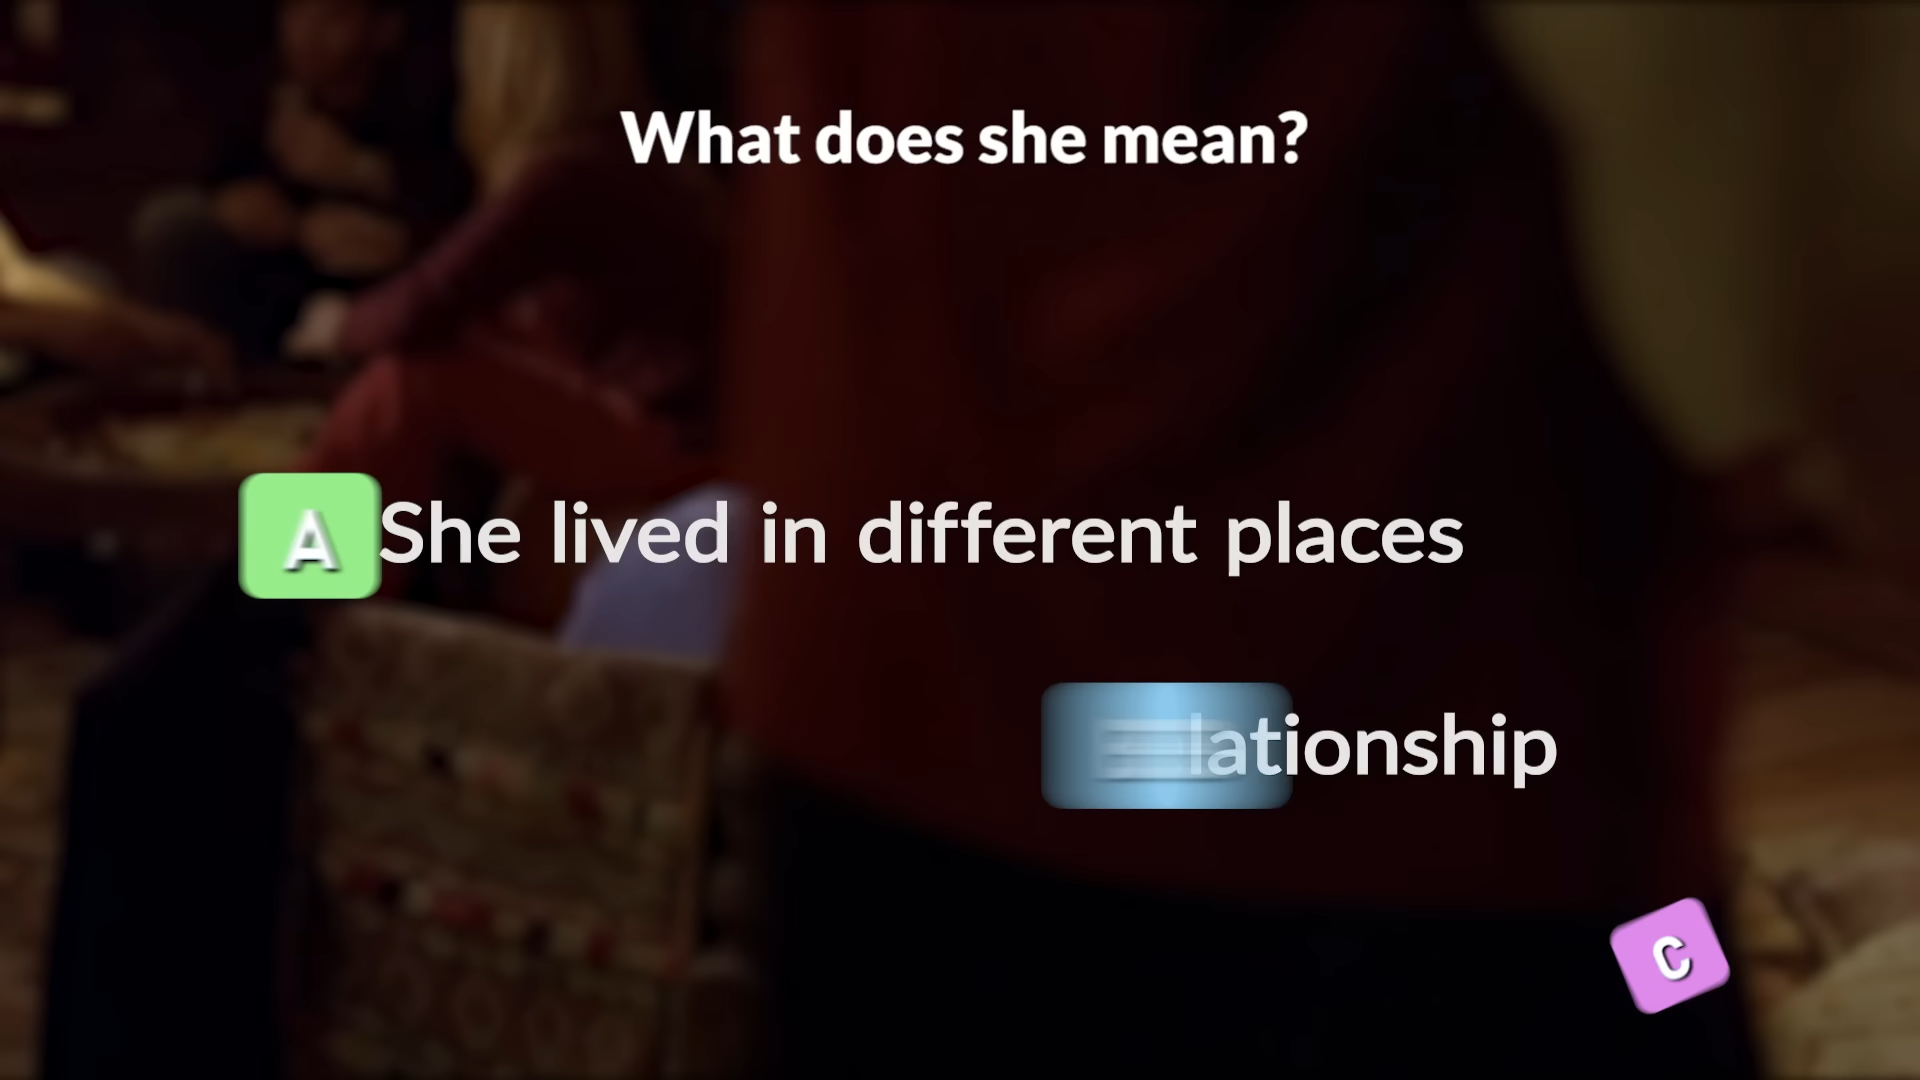 What does she mean?
A She lived in different places
lationship
C